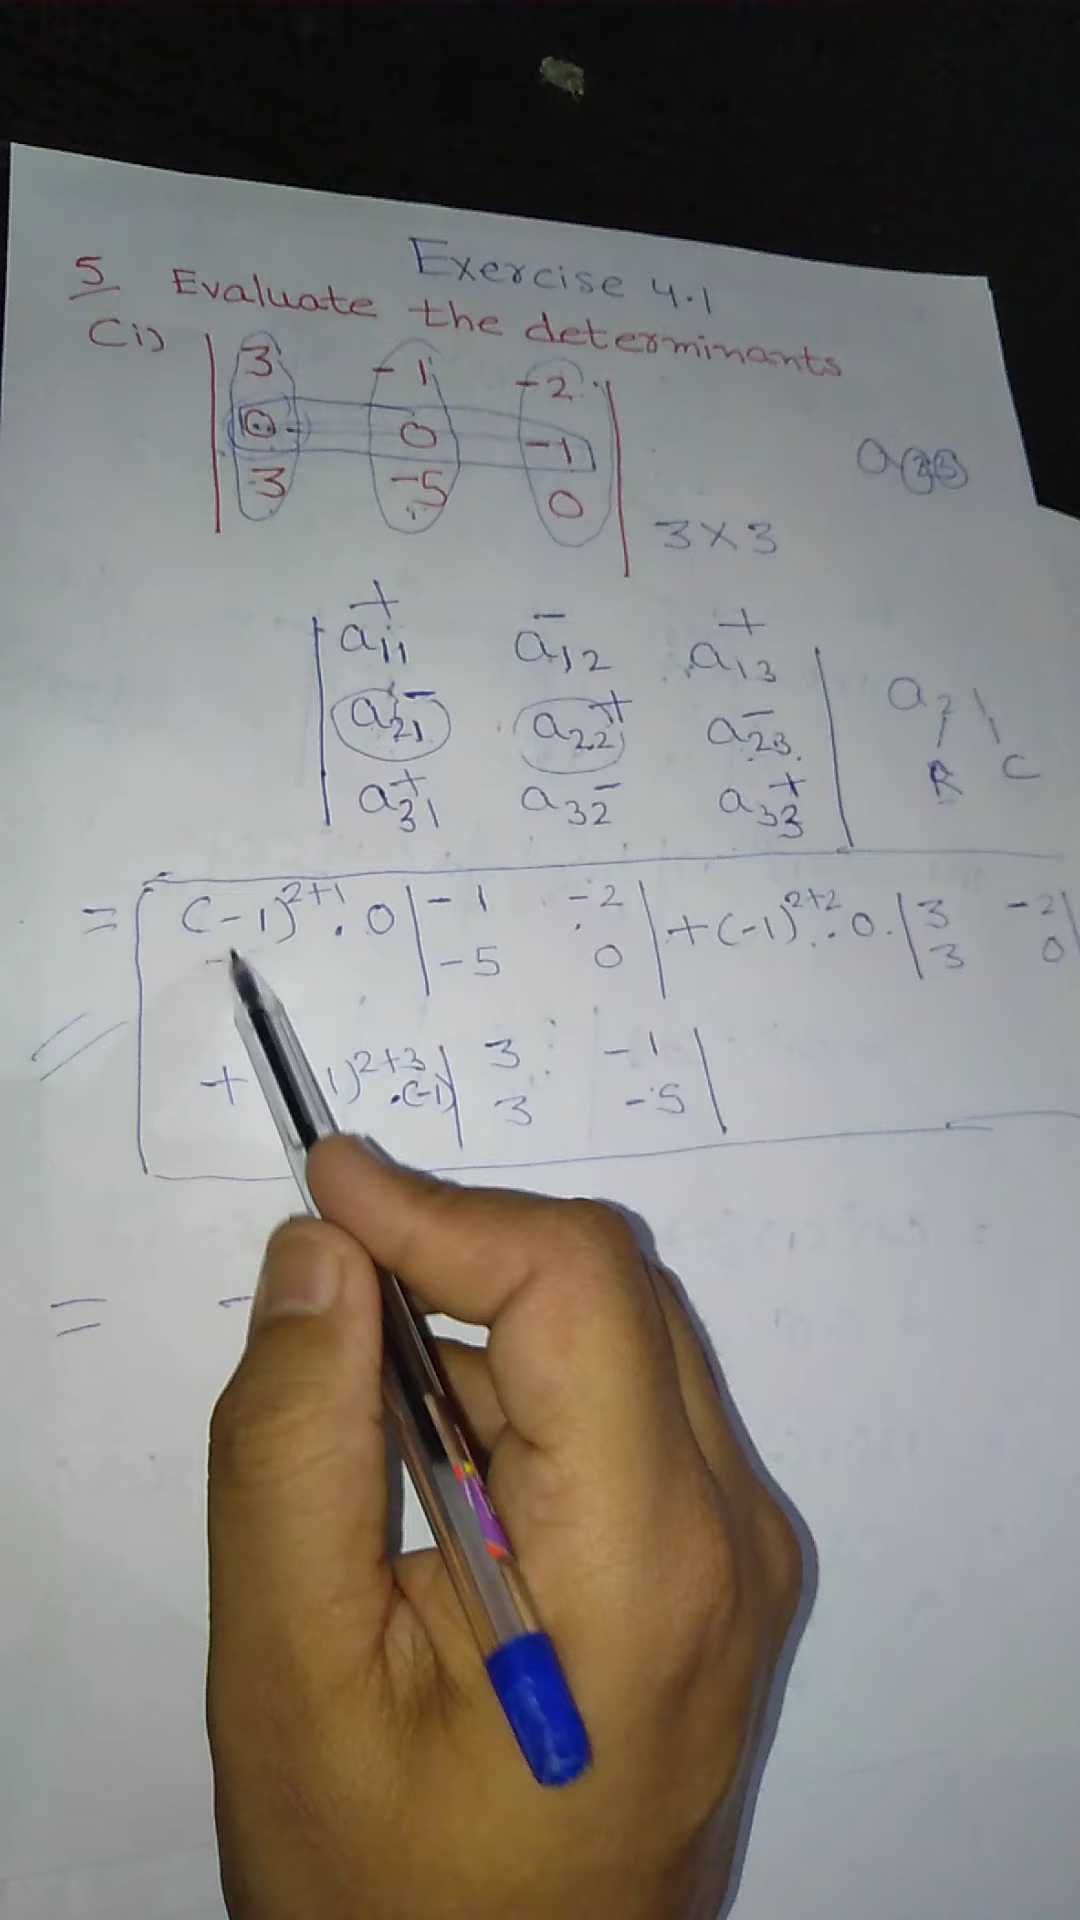 Exercise 4.1
5 Evaluate the determinants
(i) | 3 -1 -2 |
| 0 0 -1 |
| 3 -5 0 | 3×3
a23
| a11+ a12- a13+ |
| a21- a22+ a23- | a21
| a31+ a32- a33+ | R C
= (-1)^2+1 . 0 | -1 -2 | + (-1)^2+2 . 0 . | 3 -2 |
| -5 0 | | 3 0
+ 1)^2+3 .(-1) | 3 -1 |
| 3 -5 |
= -